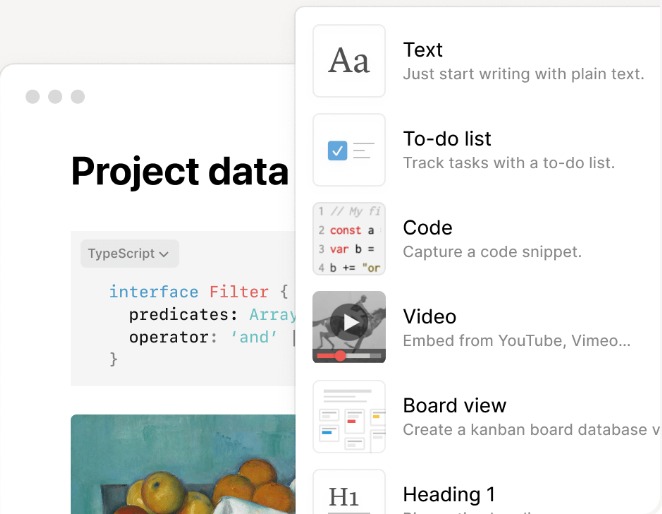 Project data
TypeScript
interface Filter {
predicates: Array
operator: ‘and’ |
}
Aa
Text
Just start writing with plain text.
To-do list
Track tasks with a to-do list.
1 // My fi
2 const a
3 var b =
4 b += "or
Code
Capture a code snippet.
Video
Embed from YouTube, Vimeo...
Board view
Create a kanban board database v
H1
Heading 1